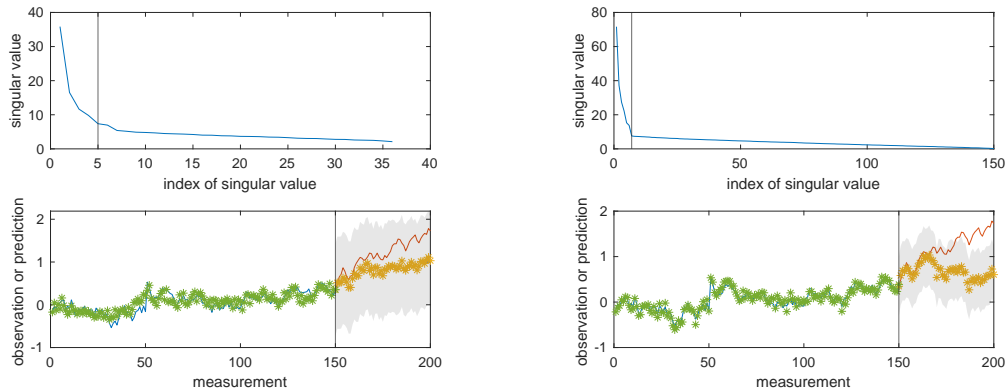 40
30
20
10
0
singular value
0 5 10 15 20 25 30 35 40
index of singular value
80
60
40
20
0
singular value
0 50 100 150
index of singular value
2
1
0
-1
observation or prediction
0 50 100 150 200
measurement
2
1
0
-1
observation or prediction
0 50 100 150 200
measurement